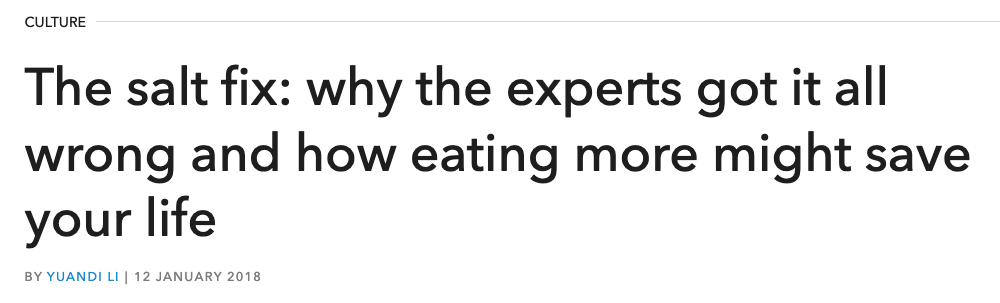 CULTURE
The salt fix: why the experts got it all
wrong and how eating more might save
your life
BY YUANDI LI | 12 JANUARY 2018